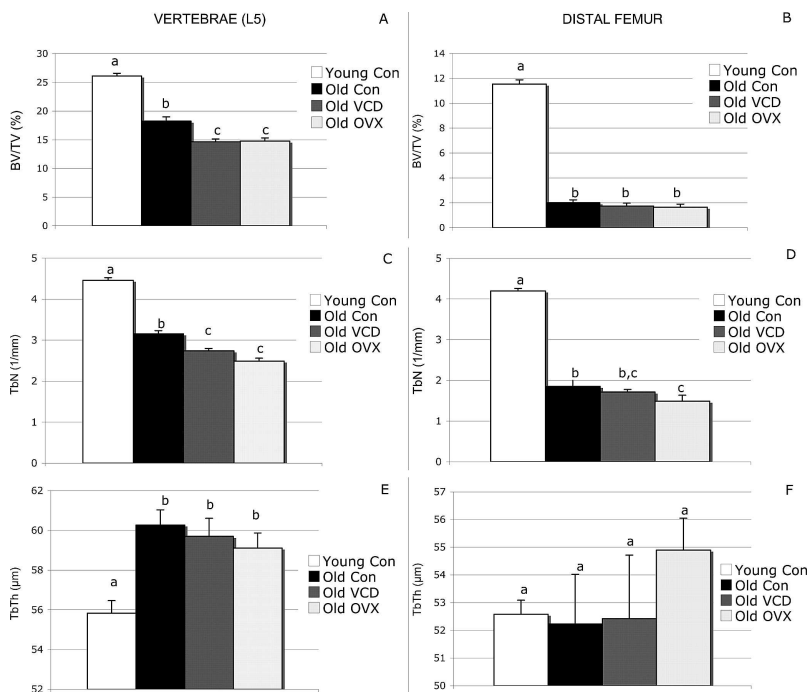 VERTEBRAE (L5)
A
BV/TV (%)
30
25
20
15
10
5
0
a
b
c
c
Young Con
Old Con
Old VCD
Old OVX
DISTAL FEMUR
B
BV/TV (%)
14
12
10
8
6
4
2
0
a
b
b
b
Young Con
Old Con
Old VCD
Old OVX
C
TbN (1/mm)
5
4
3
2
1
0
a
b
c
c
Young Con
Old Con
Old VCD
Old OVX
D
TbN (1/mm)
5
4
3
2
1
0
a
b
b,c
c
Young Con
Old Con
Old VCD
Old OVX
E
TbTh (µm)
62
60
58
56
54
52
a
b
b
b
Young Con
Old Con
Old VCD
Old OVX
F
TbTh (µm)
57
56
55
54
53
52
51
50
a
a
a
a
Young Con
Old Con
Old VCD
Old OVX